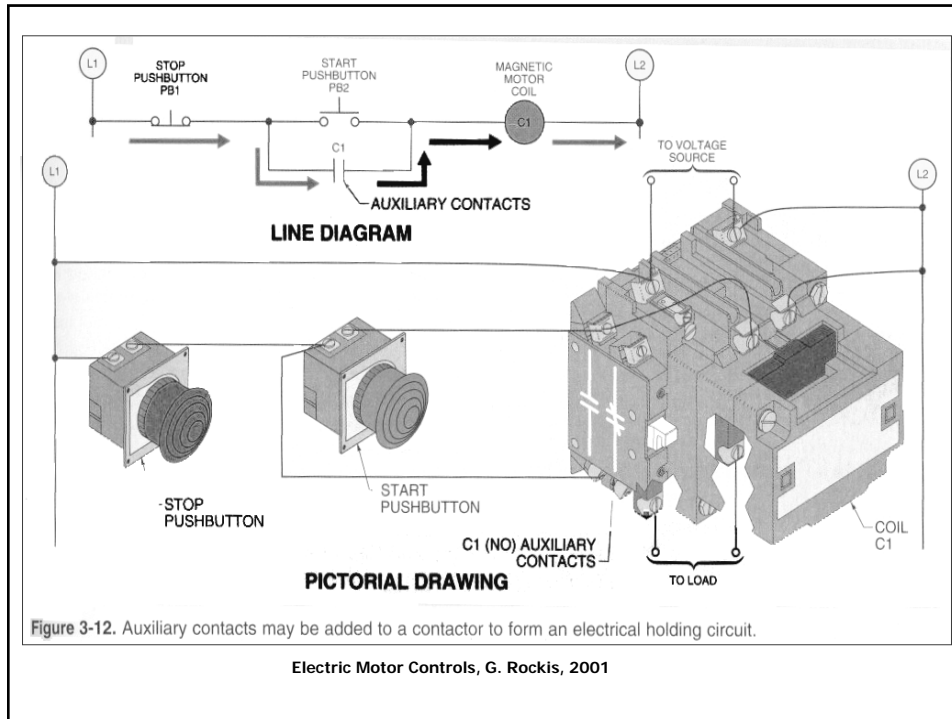 L1
STOP
PUSHBUTTON
PB1
START
PUSHBUTTON
PB2
MAGNETIC
MOTOR
COIL
L2
C1
C1
AUXILIARY CONTACTS
LINE DIAGRAM
TO VOLTAGE
SOURCE
L1
L2
STOP
PUSHBUTTON
START
PUSHBUTTON
C1 (NO) AUXILIARY
CONTACTS
TO LOAD
COIL
C1
PICTORIAL DRAWING
Figure 3-12. Auxiliary contacts may be added to a contactor to form an electrical holding circuit.
Electric Motor Controls, G. Rockis, 2001